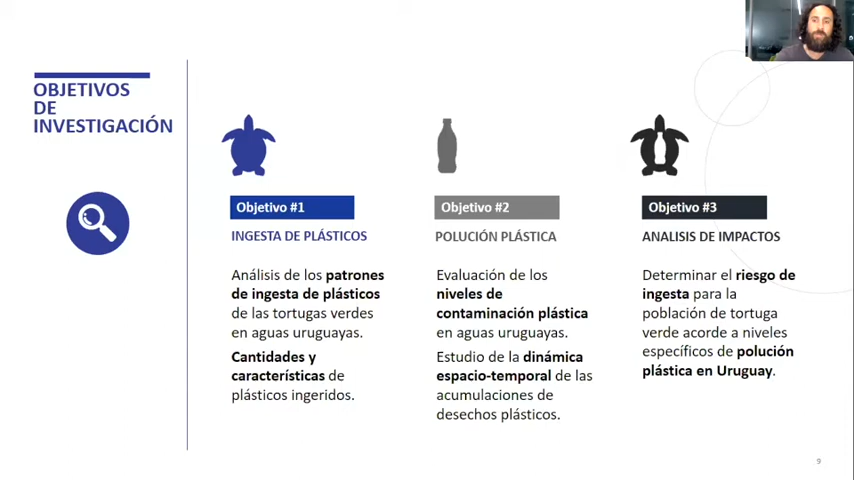 OBJETIVOS
DE
INVESTIGACIÓN
Objetivo #1
INGESTA DE PLÁSTICOS
Análisis de los patrones
de ingesta de plásticos
de las tortugas verdes
en aguas uruguayas.
Cantidades y
características de
plásticos ingeridos.
Objetivo #2
POLUCIÓN PLÁSTICA
Evaluación de los
niveles de
contaminación plástica
en aguas uruguayas.
Estudio de la dinámica
espacio-temporal de las
acumulaciones de
desechos plásticos.
Objetivo #3
ANALISIS DE IMPACTOS
Determinar el riesgo de
ingesta para la
población de tortuga
verde acorde a niveles
específicos de polución
plástica en Uruguay.
9